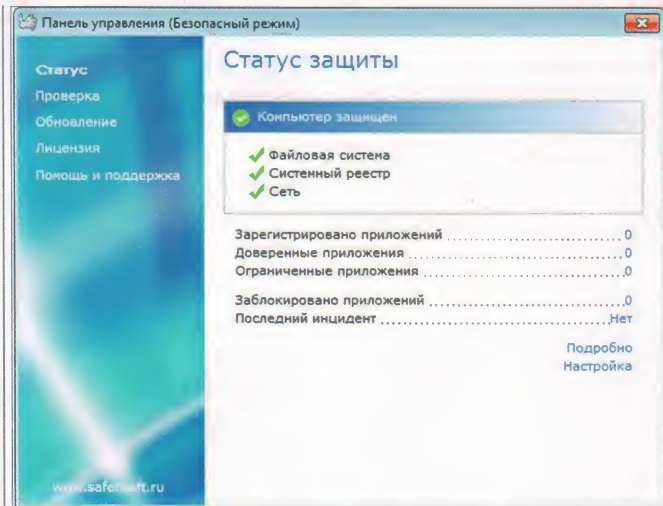 Панель управления (Безопасный режим)
Статус
Проверка
Обновление
Лицензия
Помощь и поддержка
Статус защиты
Компьютер защищен
Файловая система
Системный реестр
Сеть
Зарегистрировано приложений 0
Доверенные приложения 0
Ограниченные приложения 0
Заблокировано приложений 0
Последний инцидент Нет
Подробно
Настройка